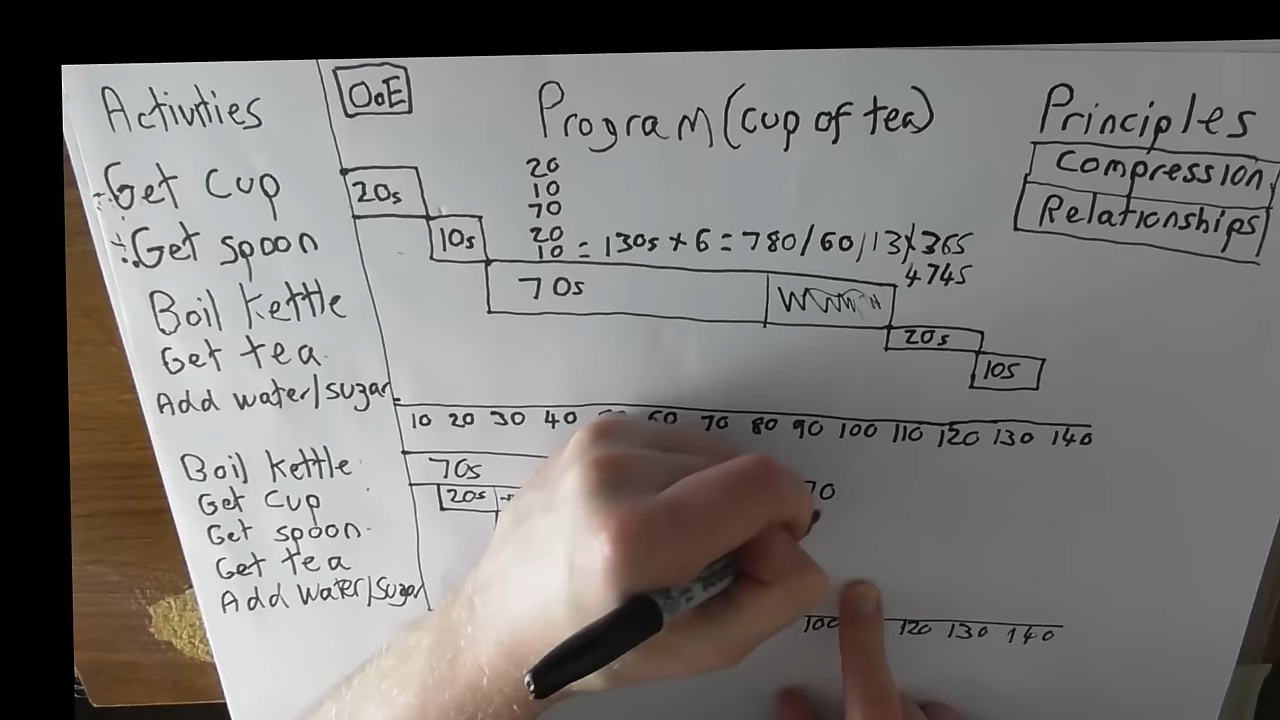 Activities
OoE
Program (cup of tea)
Principles
Compression
Relationships
Get cup
Get spoon
Boil kettle
Get tea
Add water/sugar
20s
10s
70s
20s
10s
20
10
70
20
10 = 130s × 6 = 780/60/13 × 365
4745
10 20 30 40 60 70 80 90 100 110 120 130 140
Boil kettle
Get cup
Get spoon
Get tea
Add water/sugar
70s
20s
70
100 120 130 140